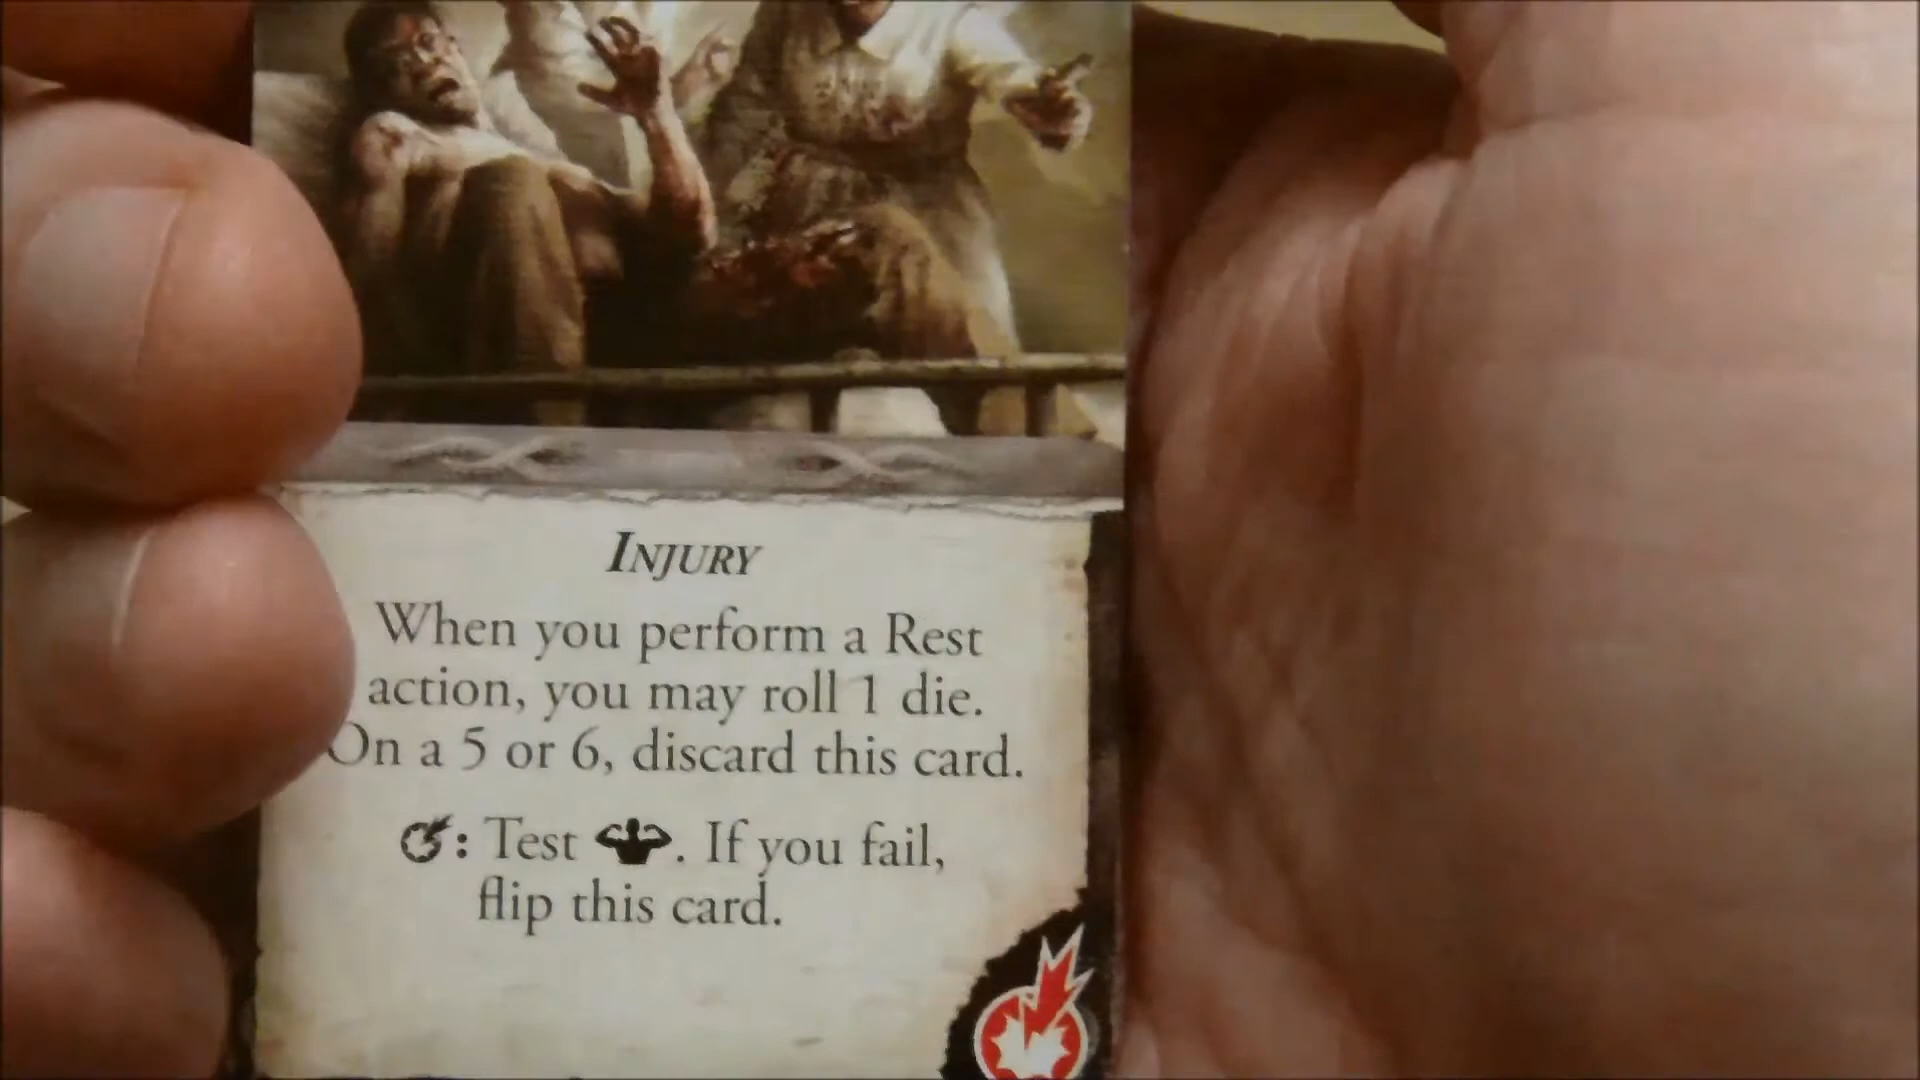 INJURY
When you perform a Rest
action, you may roll 1 die.
On a 5 or 6, discard this card.
: Test . If you fail,
flip this card.